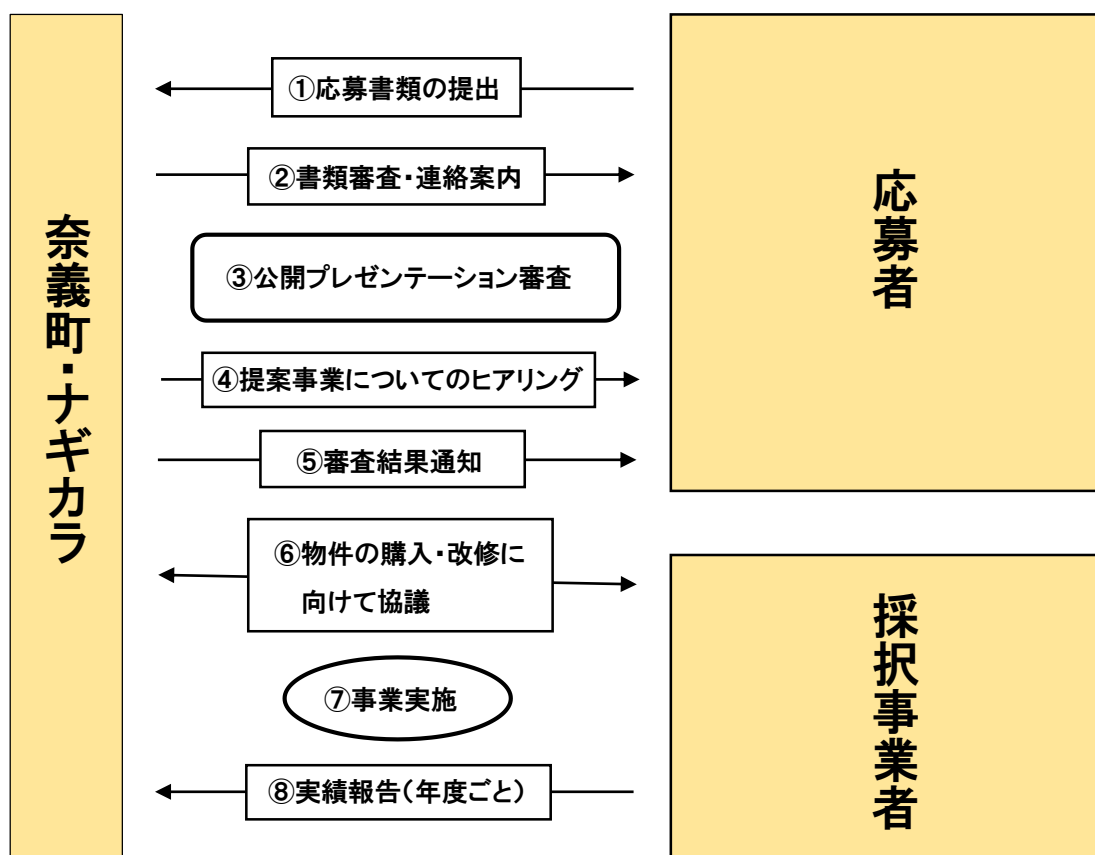 奈義町・ナギカラ
①応募書類の提出
②書類審査・連絡案内
③公開プレゼンテーション審査
④提案事業についてのヒアリング
⑤審査結果通知
⑥物件の購入・改修に
向けて協議
⑦事業実施
⑧実績報告(年度ごと)
応募者
採択事業者